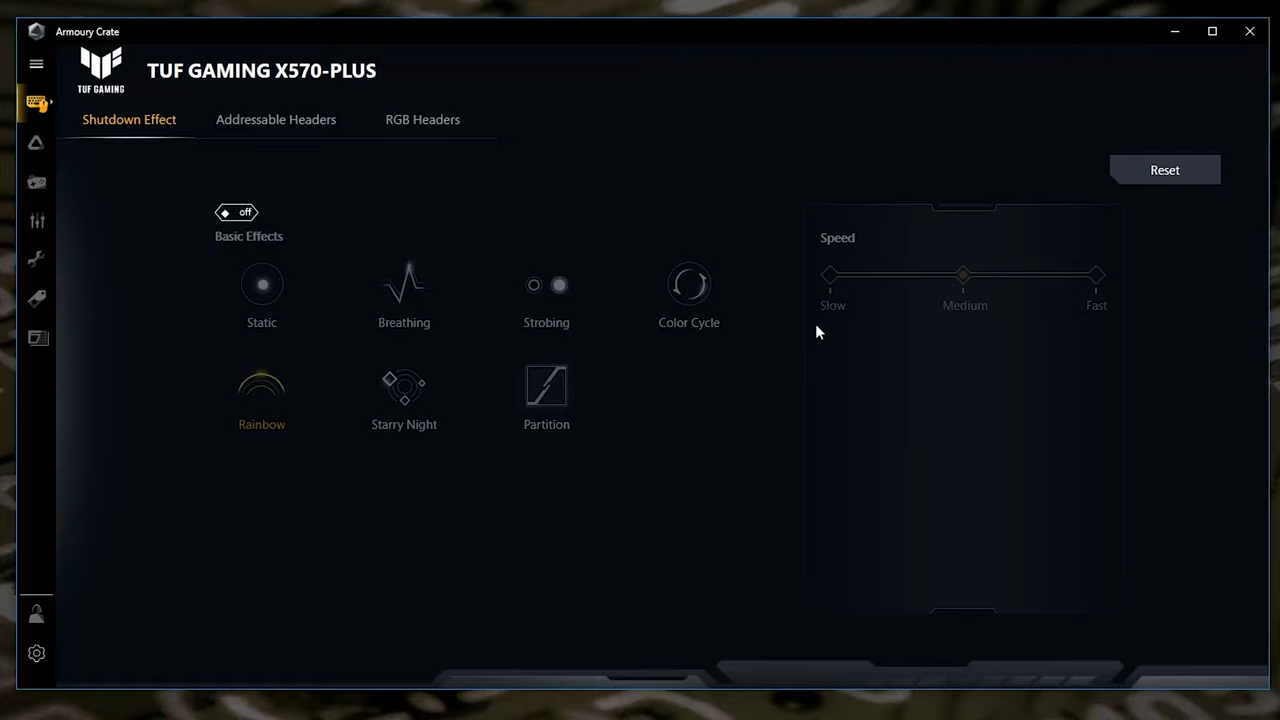 Armoury Crate
TUF GAMING
TUF GAMING X570-PLUS
Shutdown Effect
Addressable Headers
RGB Headers
Reset
off
Basic Effects
Speed
Slow
Medium
Fast
Static
Breathing
Strobing
Color Cycle
Rainbow
Starry Night
Partition